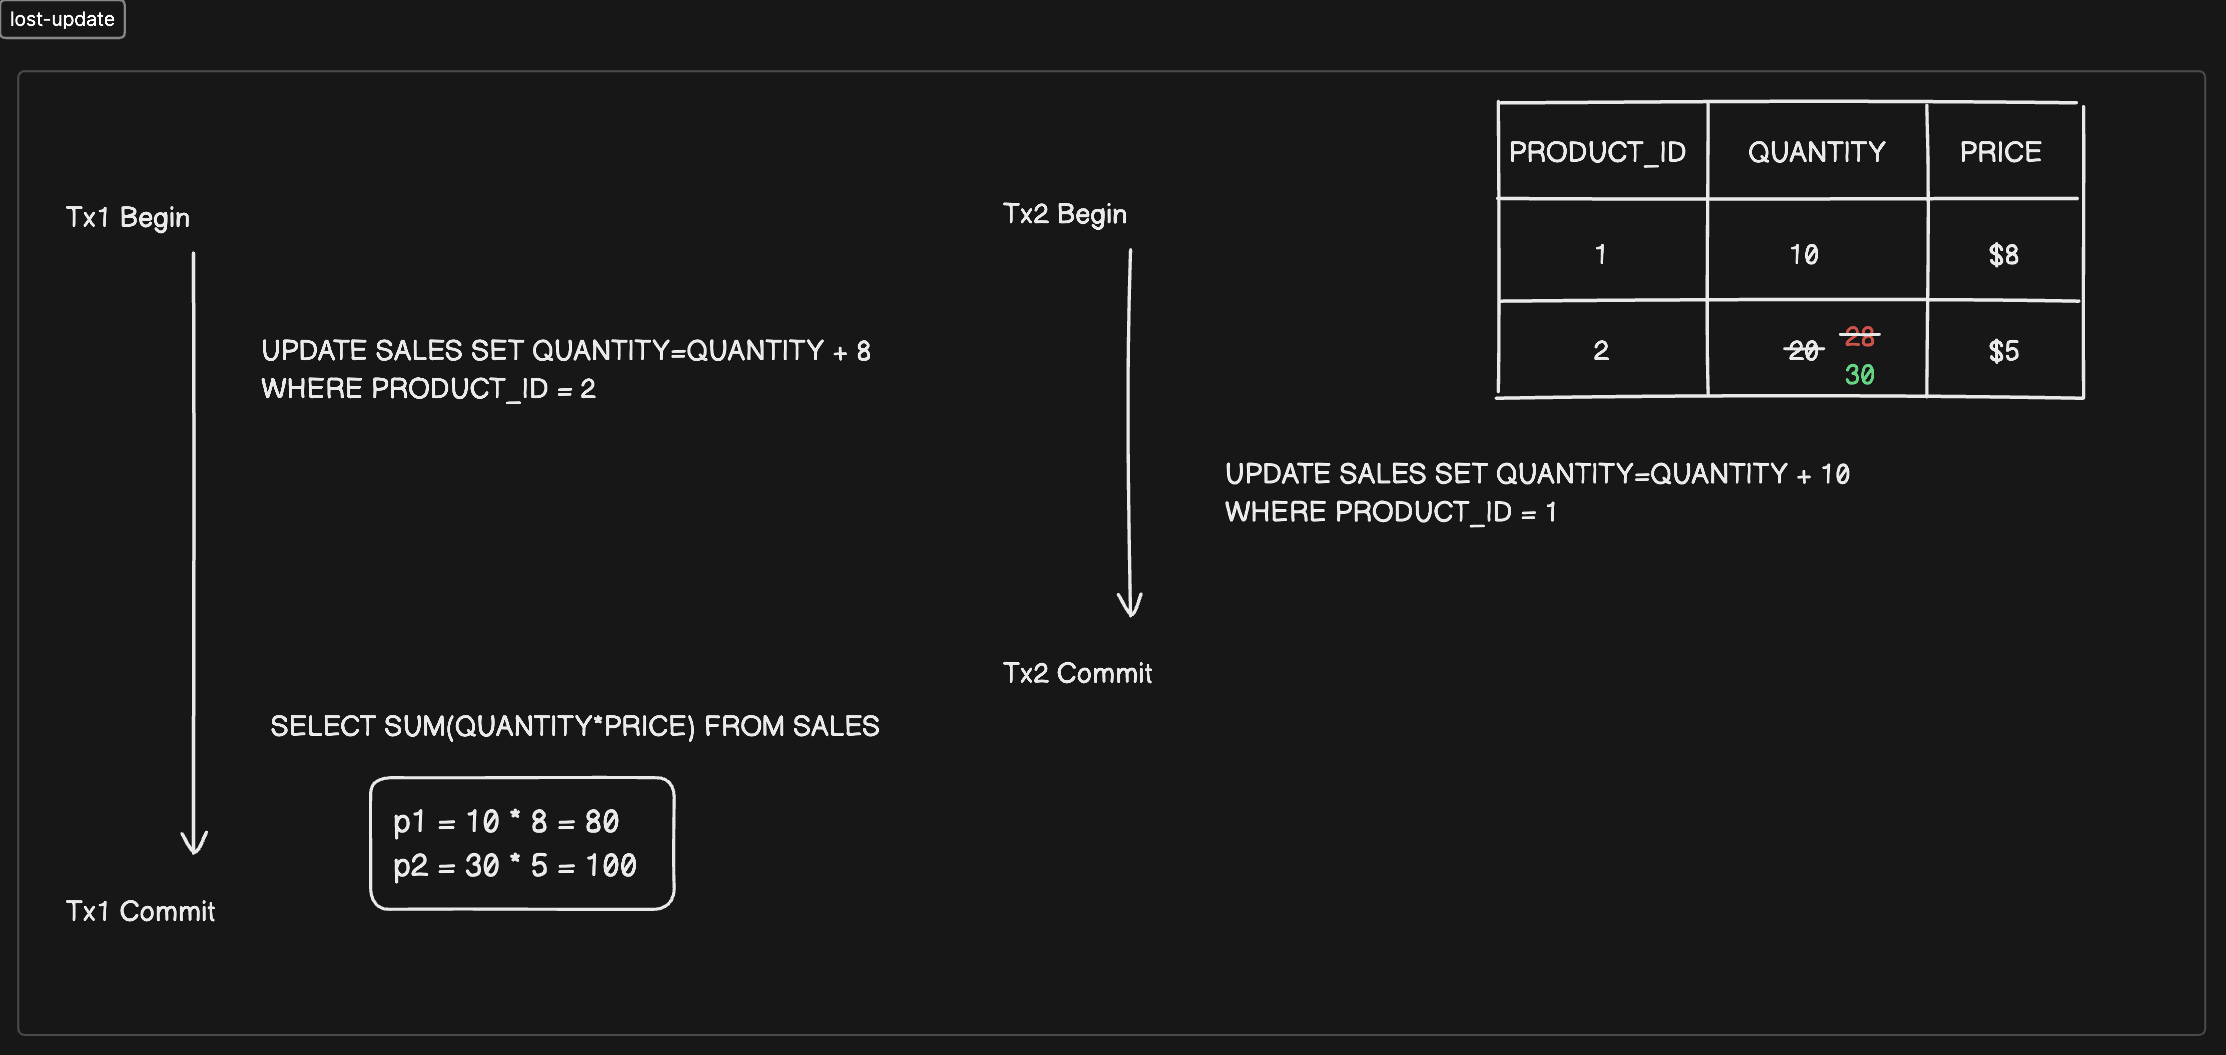 lost-update
PRODUCT_ID QUANTITY PRICE
1 10 $8
2 20 28 $5
30
Tx1 Begin
UPDATE SALES SET QUANTITY=QUANTITY + 8
WHERE PRODUCT_ID = 2
Tx2 Begin
UPDATE SALES SET QUANTITY=QUANTITY + 10
WHERE PRODUCT_ID = 1
Tx2 Commit
SELECT SUM(QUANTITY*PRICE) FROM SALES
p1 = 10 * 8 = 80
p2 = 30 * 5 = 100
Tx1 Commit